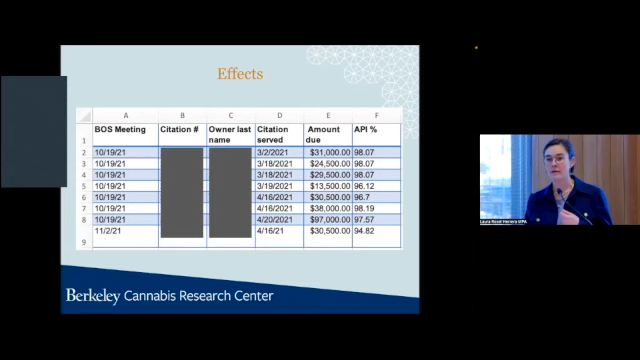 Effects
A B C D E F
1 BOS Meeting Citation # Owner last name Citation served Amount due API %
2 10/19/21 3/2/2021 $31,000.00 98.07
3 10/19/21 3/18/2021 $24,500.00 98.07
4 10/19/21 3/18/2021 $29,500.00 98.07
5 10/19/21 3/19/2021 $13,500.00 96.12
6 10/19/21 4/16/2021 $30,500.00 96.7
7 10/19/21 4/16/2021 $38,000.00 98.19
8 10/19/21 4/20/2021 $97,000.00 97.57
11/2/21 4/16/21 $30,500.00 94.82
9
Berkeley Cannabis Research Center
Laura Reed Herrera MPA